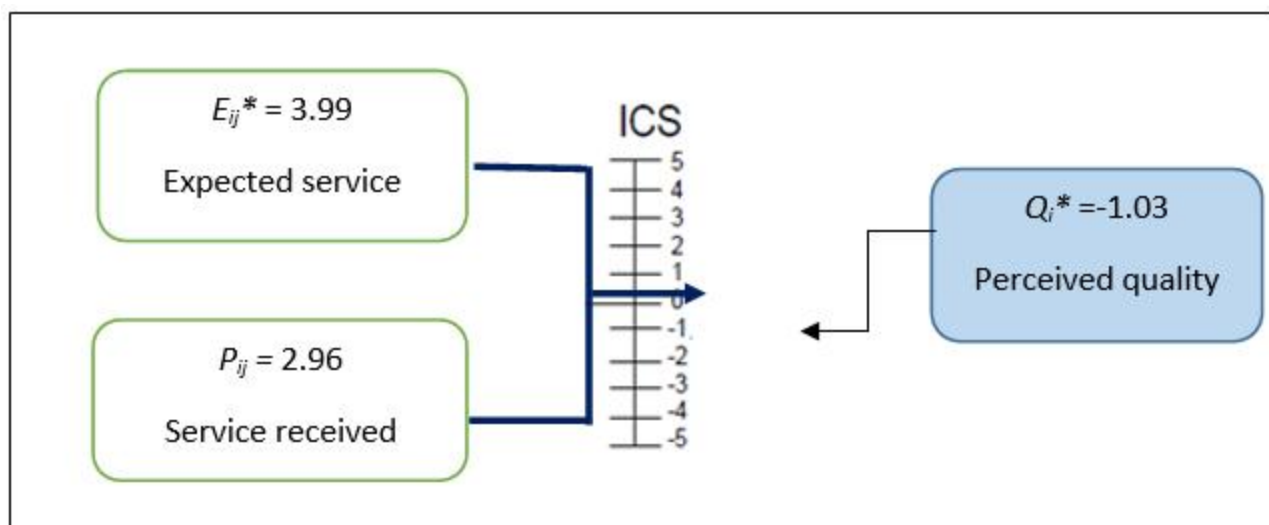 Eij* = 3.99
Expected service
ICS
5
4
3
2
1
0
-1
-2
-3
-4
-5
Pij = 2.96
Service received
Qi* =-1.03
Perceived quality